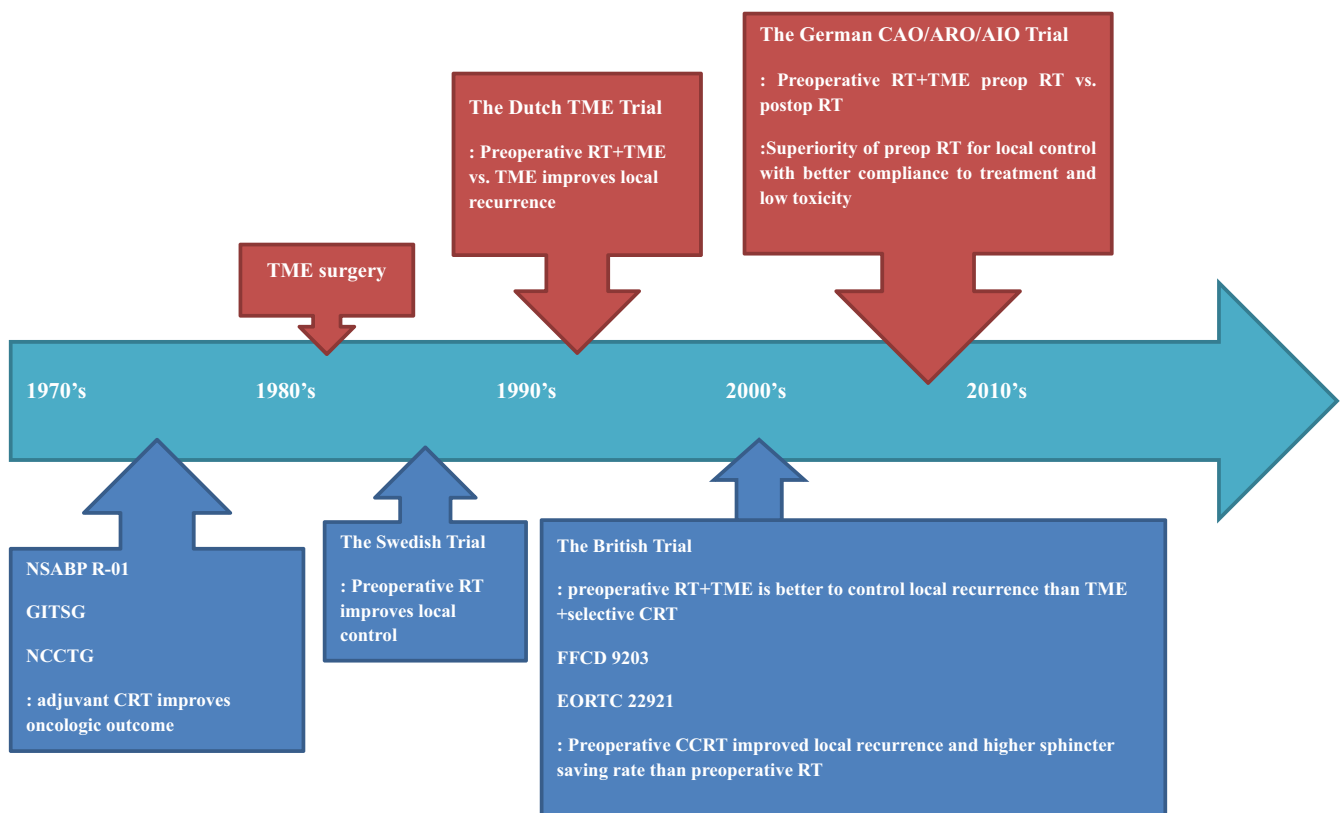 The German CAO/ARO/AIO Trial
: Preoperative RT+TME preop RT vs.
postop RT
:Superiority of preop RT for local control
with better compliance to treatment and
low toxicity
The Dutch TME Trial
: Preoperative RT+TME
vs. TME improves local
recurrence
TME surgery
1970’s 1980’s 1990’s 2000’s 2010’s
NSABP R-01
GITSG
NCCTG
: adjuvant CRT improves
oncologic outcome
The Swedish Trial
: Preoperative RT
improves local
control
The British Trial
: preoperative RT+TME is better to control local recurrence than TME
+selective CRT
FFCD 9203
EORTC 22921
: Preoperative CCRT improved local recurrence and higher sphincter
saving rate than preoperative RT